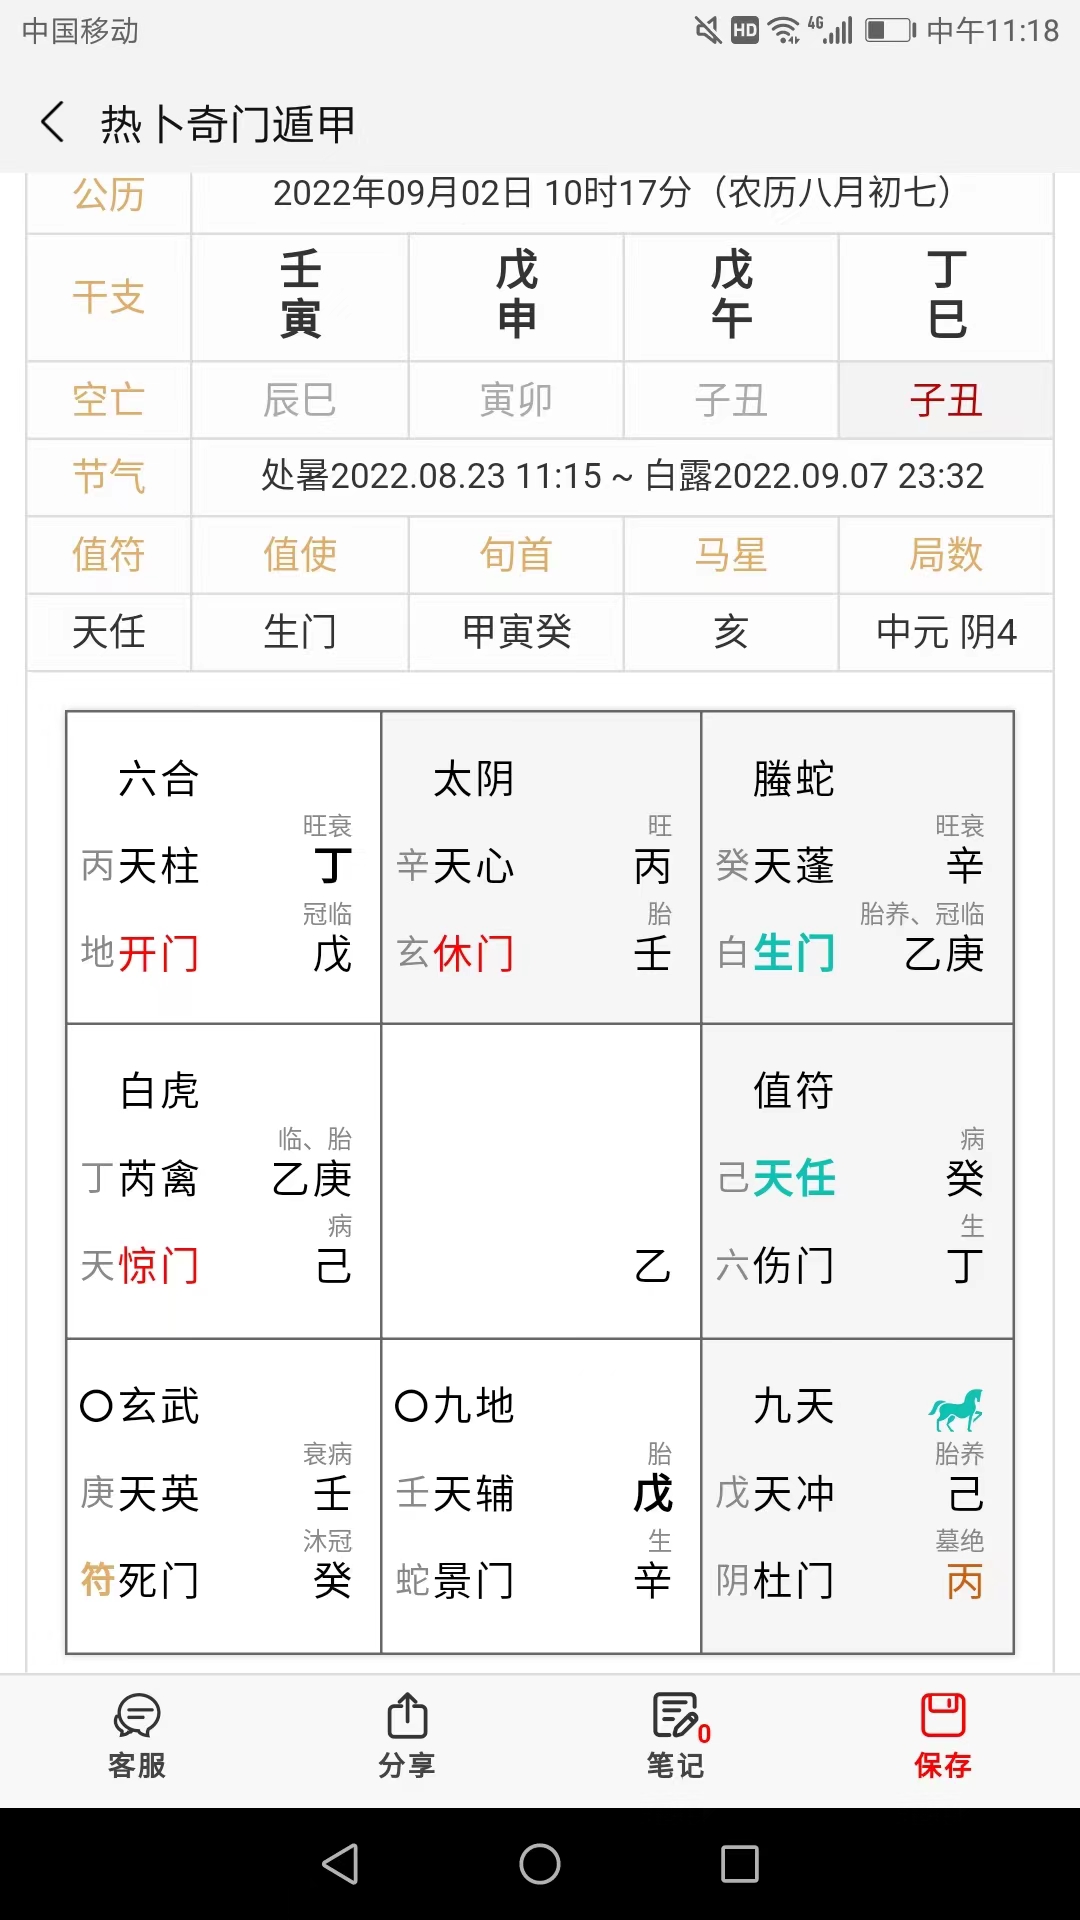 中国移动 HD 4G 中午11:18
热卜奇门遁甲
公历 2022年09月02日 10时17分（农历八月初七）
干支 壬寅 戊申 戊午 丁巳
空亡 辰巳 寅卯 子丑 子丑
节气 处暑2022.08.23 11:15 ~ 白露2022.09.07 23:32
值符 值使 旬首 马星 局数
天任 生门 甲寅癸 亥 中元 阴4
六合
旺衰
丙天柱 丁
冠临
地开门 戊
太阴
旺
辛天心 丙
胎
玄休门 壬
螣蛇
旺衰
癸天蓬 辛
胎养、冠临
白生门 乙庚
白虎
临、胎
丁芮禽 乙庚
病
天惊门 己
乙
值符
病
己天任 癸
生
六伤门 丁
玄武
衰病
庚天英 壬
沐冠
符死门 癸
九地
胎
壬天辅 戊
生
蛇景门 辛
九天
胎养
戊天冲 己
墓绝
阴杜门 丙
客服 分享 笔记 0 保存